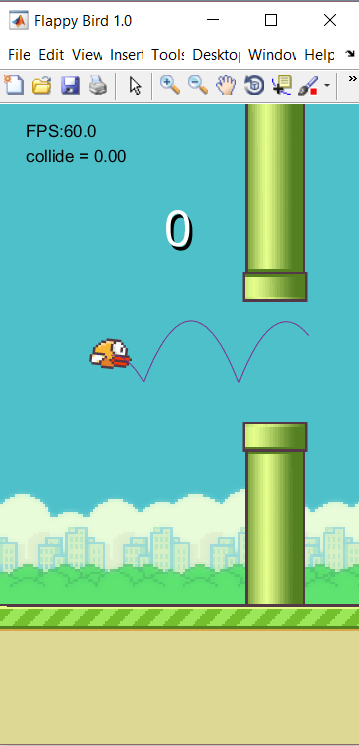 Flappy Bird 1.0
File Edit View Insert Tools Desktop Window Help
FPS:60.0
collide = 0.00
0